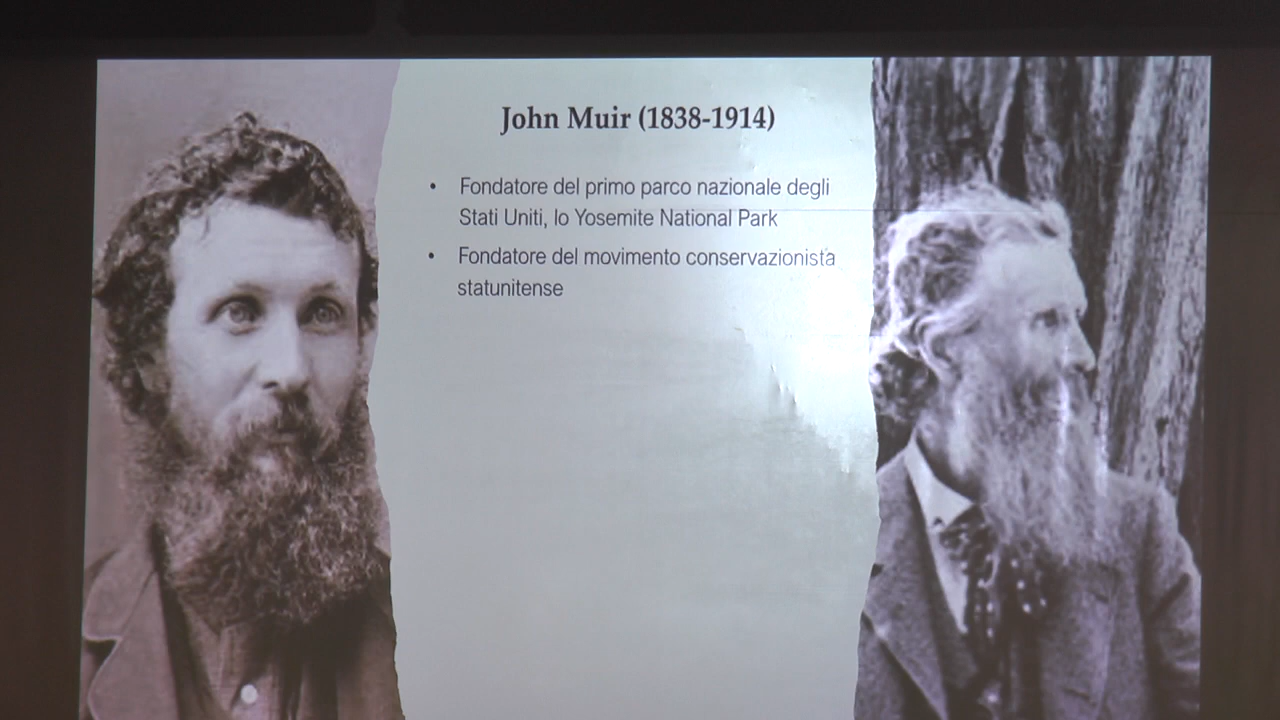 John Muir (1838-1914)
• Fondatore del primo parco nazionale degli
Stati Uniti, lo Yosemite National Park
• Fondatore del movimento conservazionista
statunitense